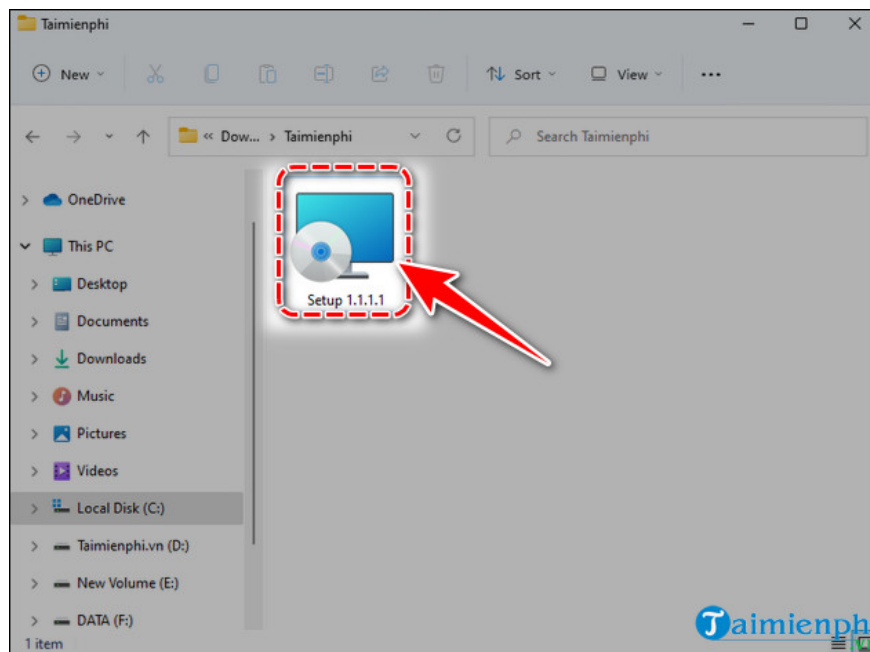 Taimienphi
New
Sort
View
« Dow... > Taimienphi
Search Taimienphi
OneDrive
This PC
Desktop
Documents
Downloads
Music
Pictures
Videos
Local Disk (C:)
Taimienphi.vn (D:)
New Volume (E:)
DATA (F:)
1 item
Setup 1.1.1.1
Taimienph